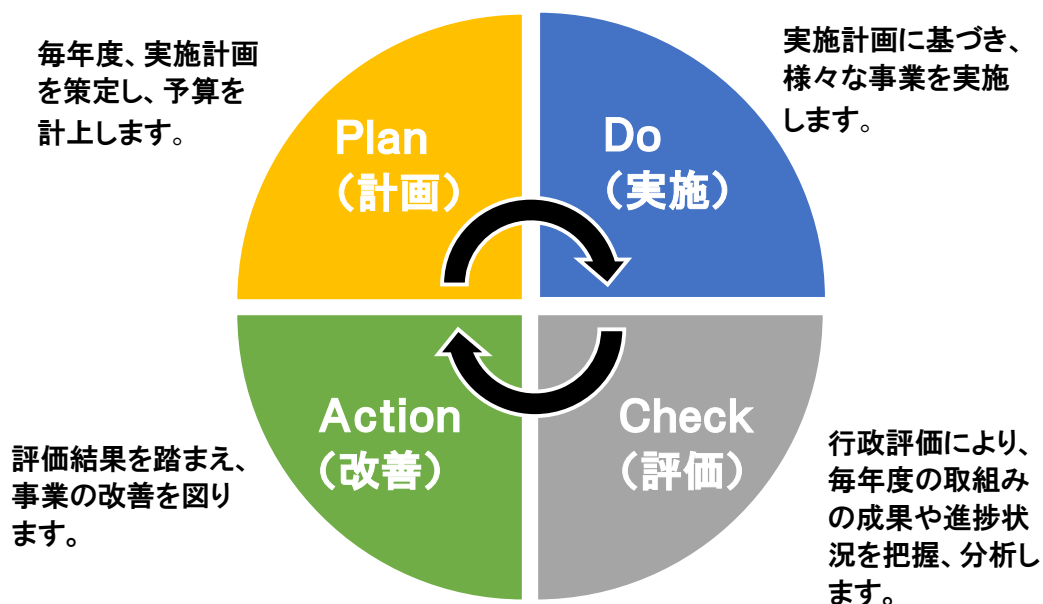 毎年度、実施計画
を策定し、予算を
計上します。
Plan
（計画）
Do
（実施）
実施計画に基づき、
様々な事業を実施
します。
評価結果を踏まえ、
事業の改善を図り
ます。
Action
（改善）
Check
（評価）
行政評価により、
毎年度の取組み
の成果や進捗状
況を把握、分析し
ます。